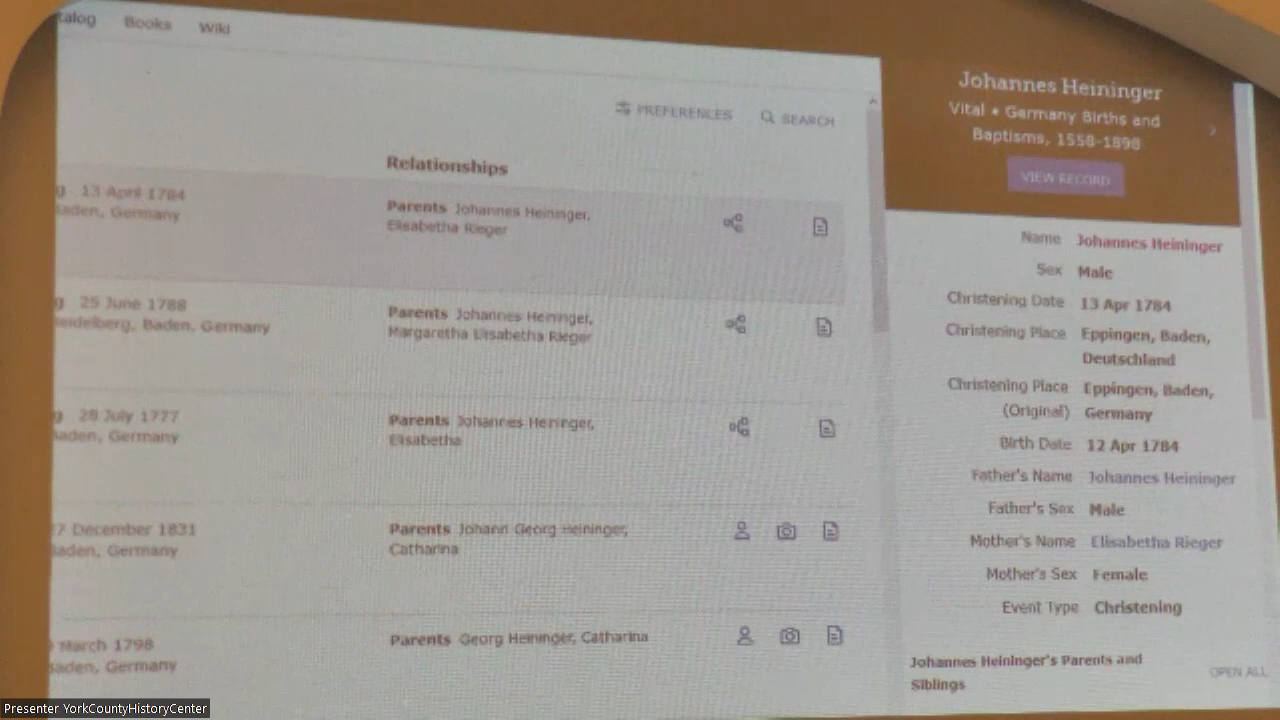 Books Wiki
PREFERENCES SEARCH
Relationships
13 April 1784
Baden, Germany
Parents Johannes Heininger,
Elisabetha Rieger
25 June 1788
Heidelberg, Baden, Germany
Parents Johannes Heininger,
Margaretha Elisabetha Rieger
28 July 1777
Baden, Germany
Parents Johannes Heininger,
Elisabetha
27 December 1831
Baden, Germany
Parents Johann Georg Heininger,
Catharina
March 1798
Baden, Germany
Parents Georg Heininger, Catharina
Johannes Heininger
Vital • Germany Births and
Baptisms, 1558-1898
VIEW RECORD
Name Johannes Heininger
Sex Male
Christening Date 13 Apr 1784
Christening Place Eppingen, Baden,
Deutschland
Christening Place Eppingen, Baden,
(Original) Germany
Birth Date 12 Apr 1784
Father's Name Johannes Heininger
Father's Sex Male
Mother's Name Elisabetha Rieger
Mother's Sex Female
Event Type Christening
Johannes Heininger's Parents and
Siblings
OPEN ALL
Presenter YorkCountyHistoryCenter